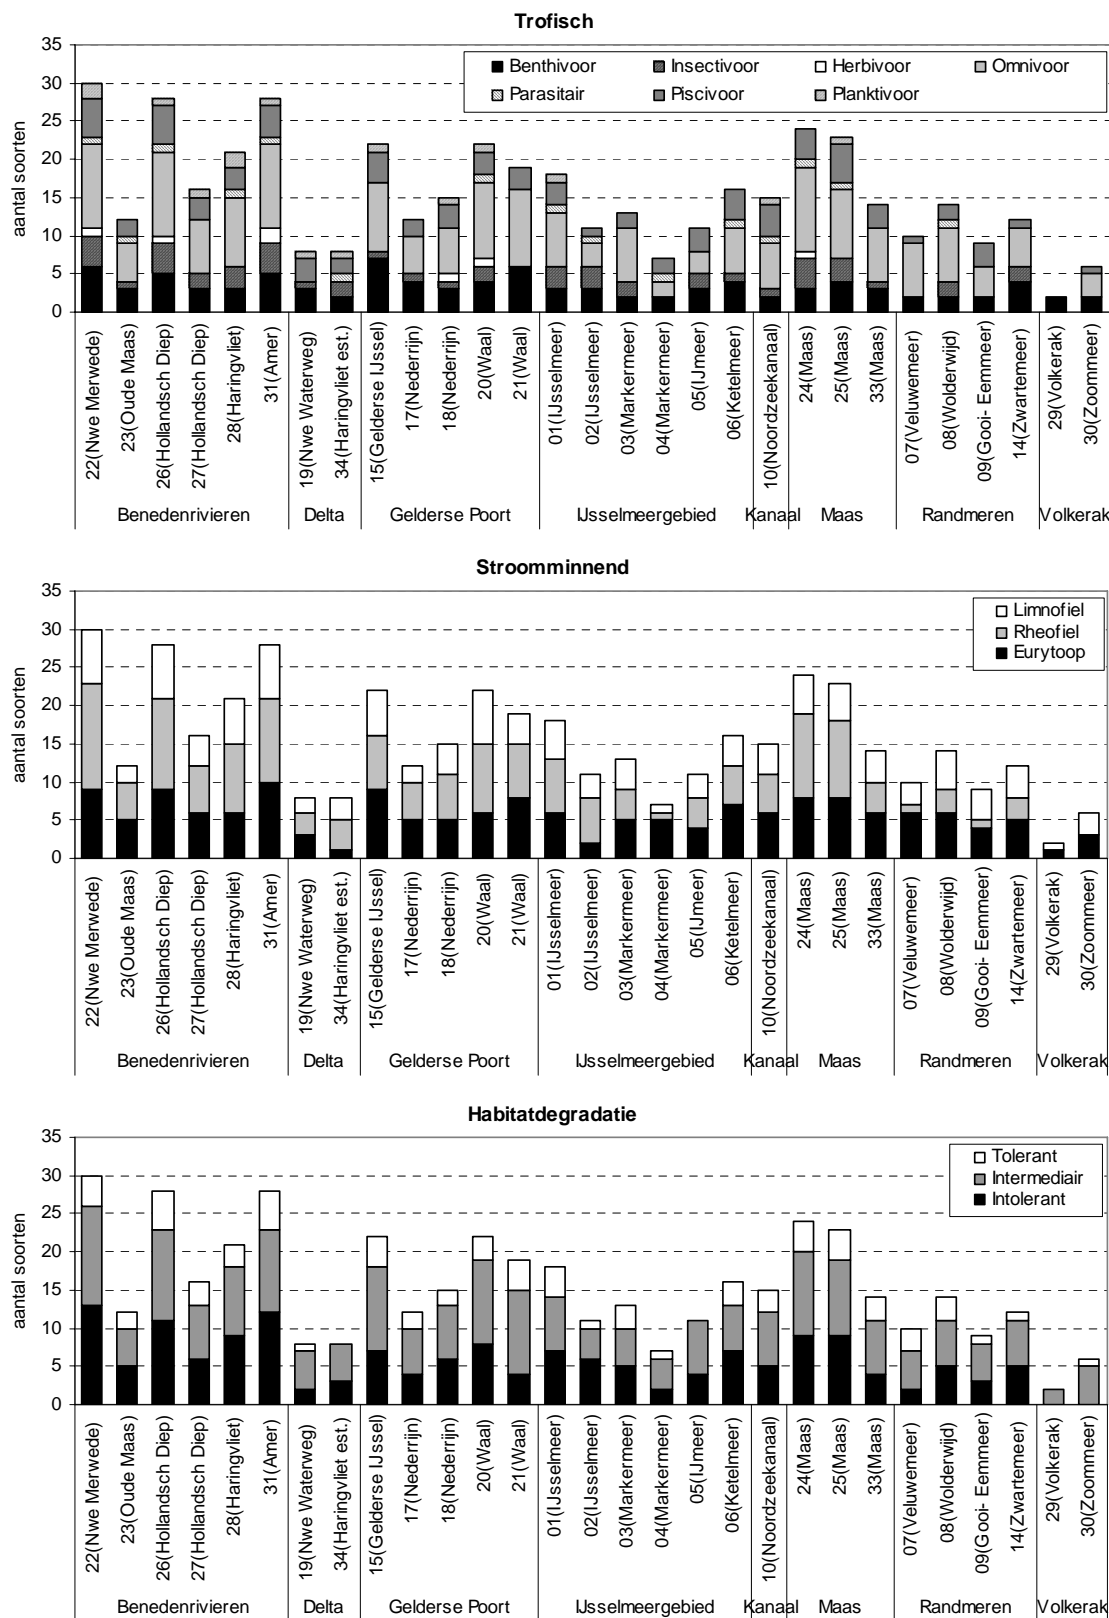 Trofisch
35
30
25
20
15
10
5
0
aantal soorten
Benthivoor Insectivoor Herbivoor Omnivoor
Parasitair Piscivoor Planktivoor
22(Nwe Merwede)
23(Oude Maas)
26(Hollandsch Diep)
27(Hollandsch Diep)
28(Haringvliet)
31(Amer)
19(Nwe Waterweg)
34(Haringvliet est.)
15(Gelderse IJssel)
17(Nederrijn)
18(Nederrijn)
20(Waal)
21(Waal)
01(IJsselmeer)
02(IJsselmeer)
03(Markermeer)
04(Markermeer)
05(IJmeer)
06(Ketelmeer)
10(Noordzeekanaal)
24(Maas)
25(Maas)
33(Maas)
07(Veluwemeer)
08(Wolderwijd)
09(Gooi- Eemmeer)
14(Zwartemeer)
29(Volkerak)
30(Zoommeer)
Benedenrivieren Delta Gelderse Poort IJsselmeergebied Kanaal Maas Randmeren Volkerak
Stroomminnend
35
30
25
20
15
10
5
0
aantal soorten
Limnofiel
Rheofiel
Eurytoop
22(Nwe Merwede)
23(Oude Maas)
26(Hollandsch Diep)
27(Hollandsch Diep)
28(Haringvliet)
31(Amer)
19(Nwe Waterweg)
34(Haringvliet est.)
15(Gelderse IJssel)
17(Nederrijn)
18(Nederrijn)
20(Waal)
21(Waal)
01(IJsselmeer)
02(IJsselmeer)
03(Markermeer)
04(Markermeer)
05(IJmeer)
06(Ketelmeer)
10(Noordzeekanaal)
24(Maas)
25(Maas)
33(Maas)
07(Veluwemeer)
08(Wolderwijd)
09(Gooi- Eemmeer)
14(Zwartemeer)
29(Volkerak)
30(Zoommeer)
Benedenrivieren Delta Gelderse Poort IJsselmeergebied Kanaal Maas Randmeren Volkerak
Habitatdegradatie
35
30
25
20
15
10
5
0
aantal soorten
Tolerant
Intermediair
Intolerant
22(Nwe Merwede)
23(Oude Maas)
26(Hollandsch Diep)
27(Hollandsch Diep)
28(Haringvliet)
31(Amer)
19(Nwe Waterweg)
34(Haringvliet est.)
15(Gelderse IJssel)
17(Nederrijn)
18(Nederrijn)
20(Waal)
21(Waal)
01(IJsselmeer)
02(IJsselmeer)
03(Markermeer)
04(Markermeer)
05(IJmeer)
06(Ketelmeer)
10(Noordzeekanaal)
24(Maas)
25(Maas)
33(Maas)
07(Veluwemeer)
08(Wolderwijd)
09(Gooi- Eemmeer)
14(Zwartemeer)
29(Volkerak)
30(Zoommeer)
Benedenrivieren Delta Gelderse Poort IJsselmeergebied Kanaal Maas Randmeren Volkerak